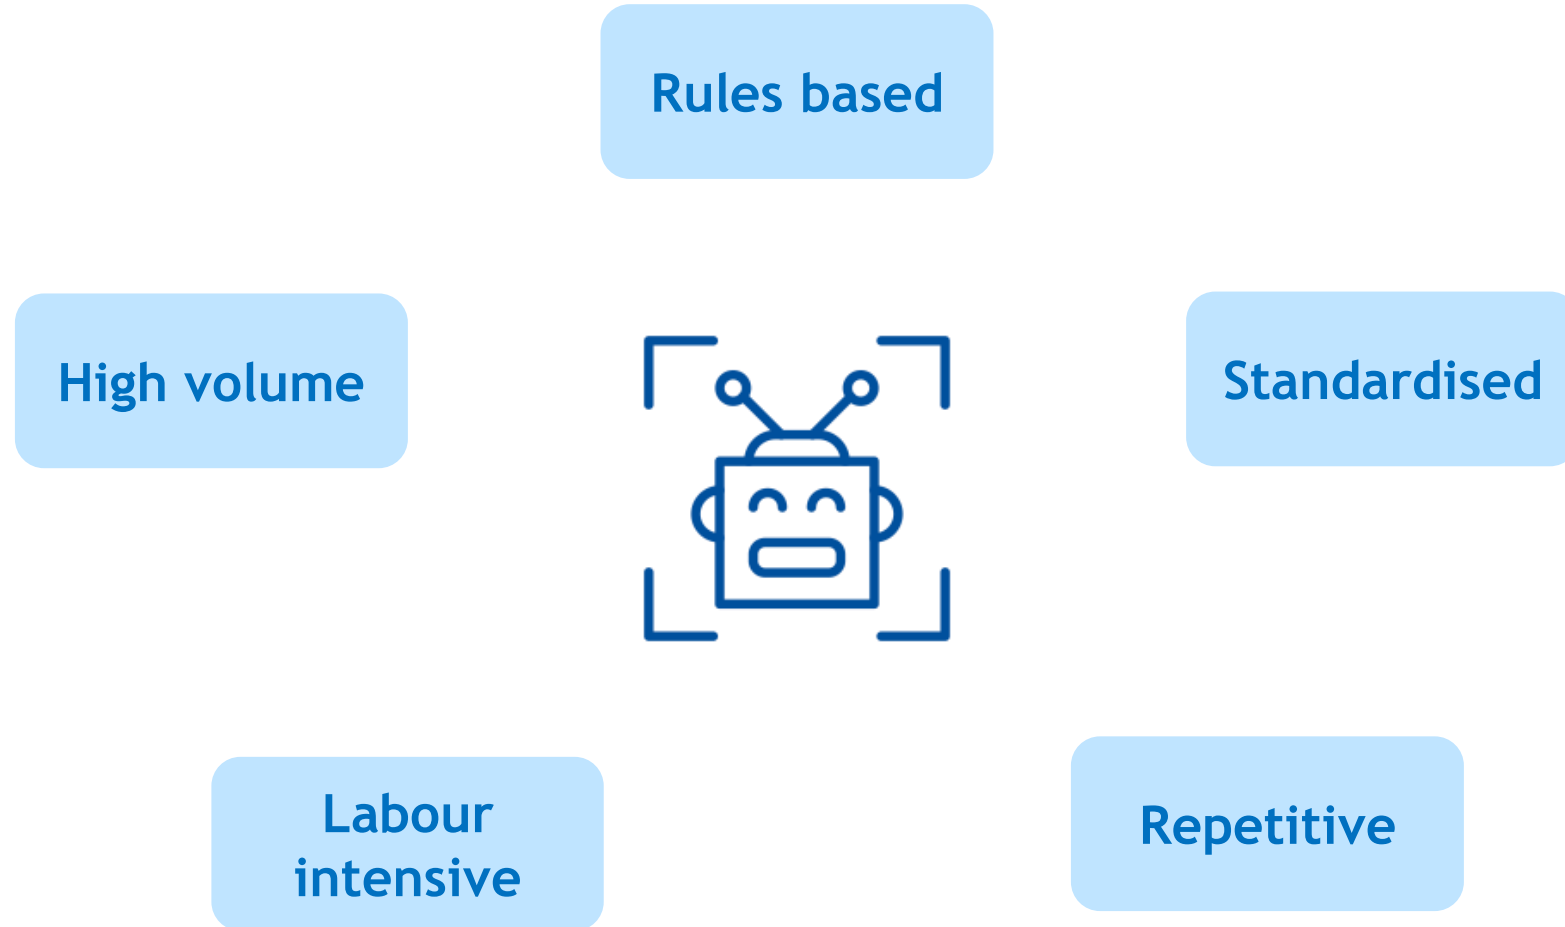 Rules based
High volume
Standardised
Labour
intensive
Repetitive